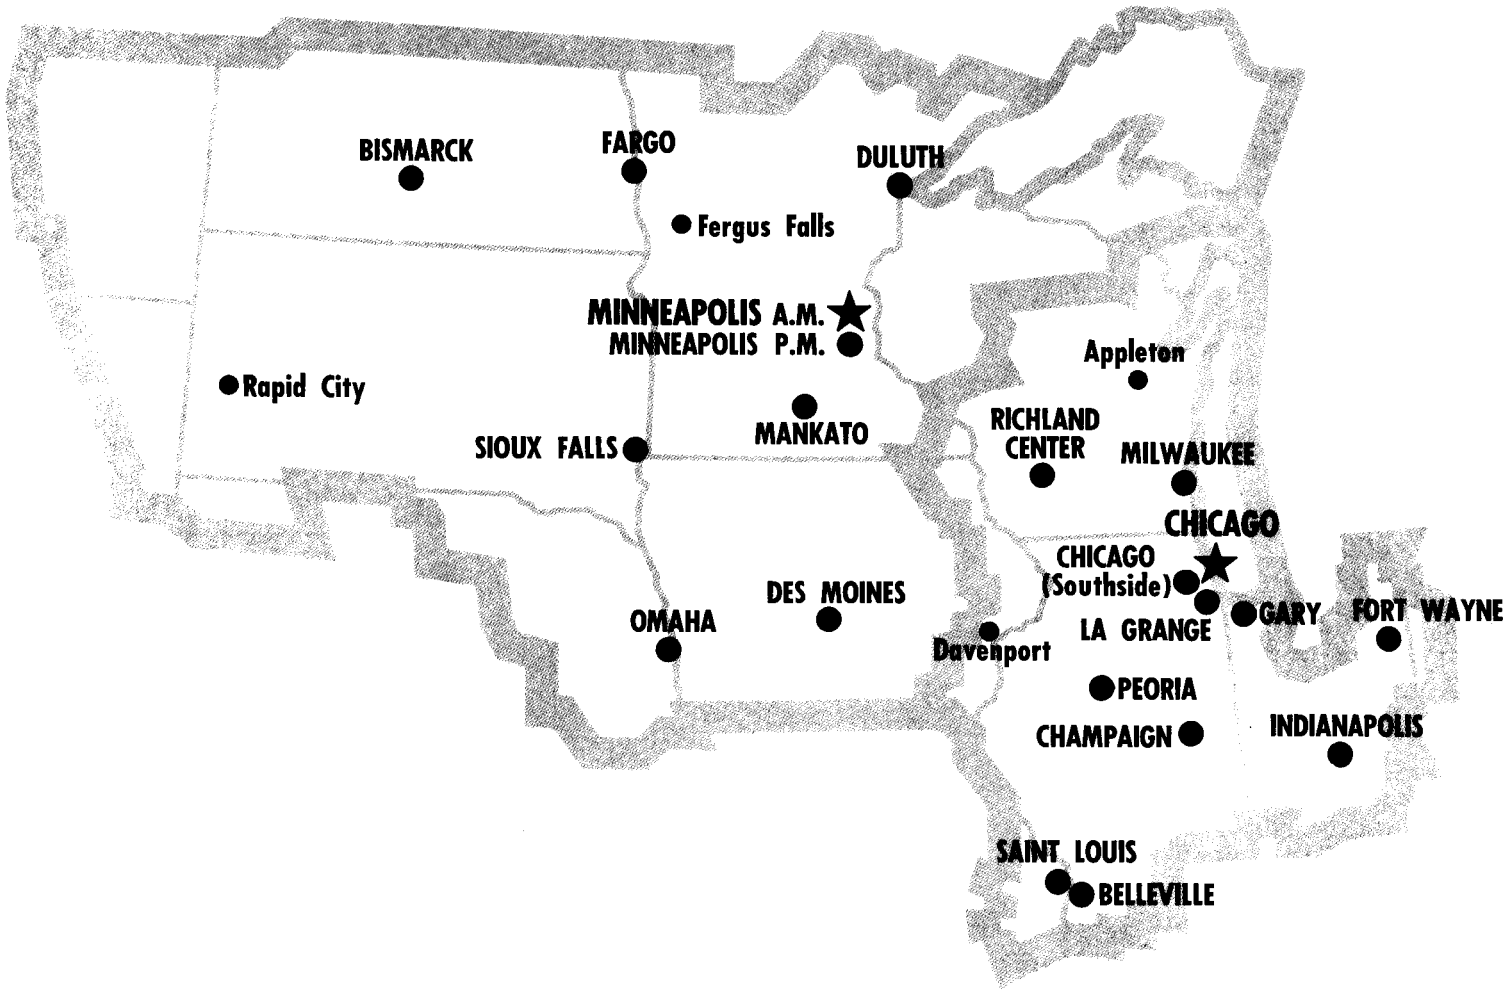 BISMARCK
FARGO
DULUTH
Fergus Falls
MINNEAPOLIS A.M.
MINNEAPOLIS P.M.
Appleton
Rapid City
RICHLAND
CENTER
MANKATO
SIOUX FALLS
MILWAUKEE
CHICAGO
CHICAGO
(Southside)
DES MOINES
OMAHA
GARY
FORT WAYNE
LA GRANGE
Davenport
PEORIA
INDIANAPOLIS
CHAMPAIGN
SAINT LOUIS
BELLEVILLE